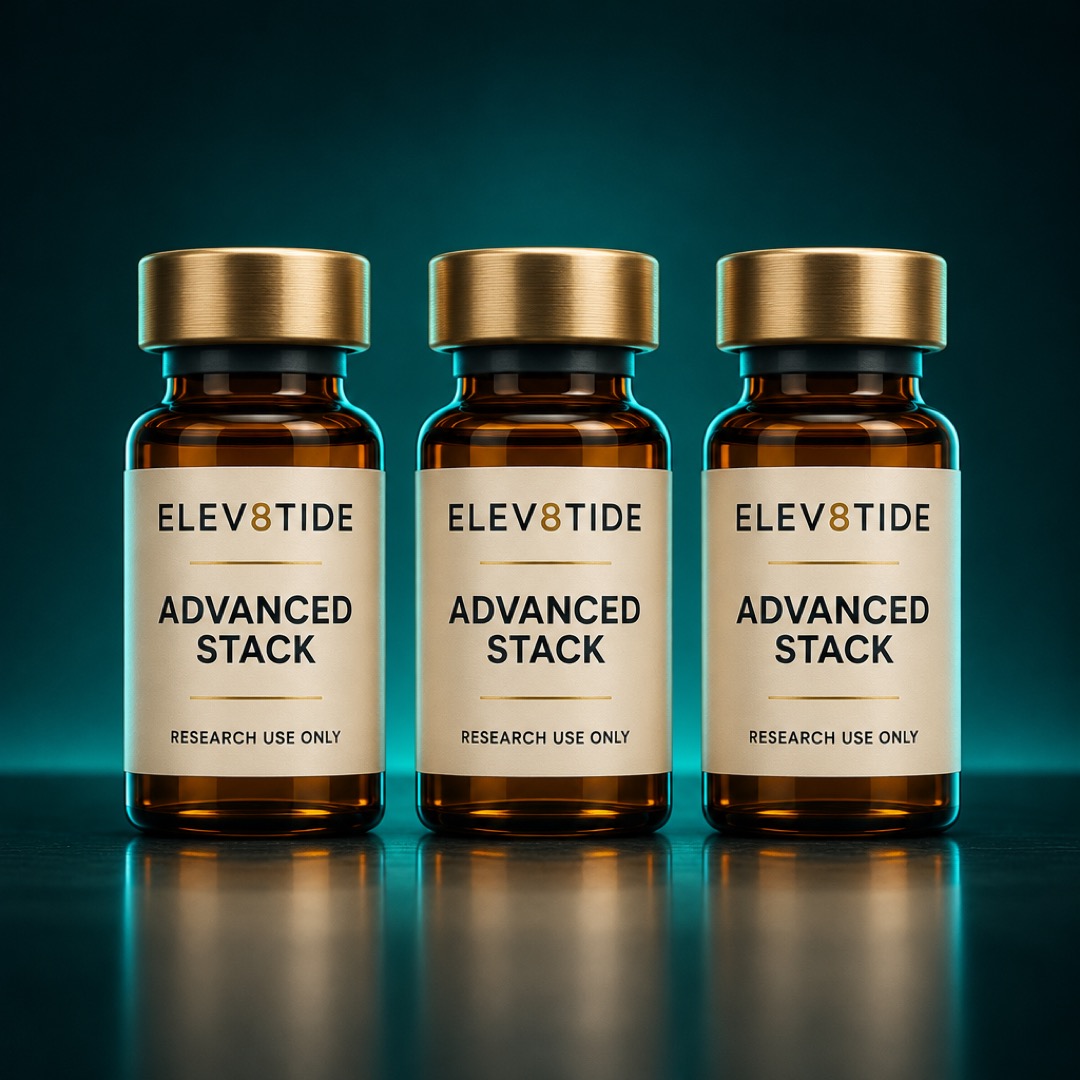 ELEV8TIDE
ADVANCED
STACK
RESEARCH USE ONLY
ELEV8TIDE
ADVANCED
STACK
RESEARCH USE ONLY
ELEV8TIDE
ADVANCED
STACK
RESEARCH USE ONLY